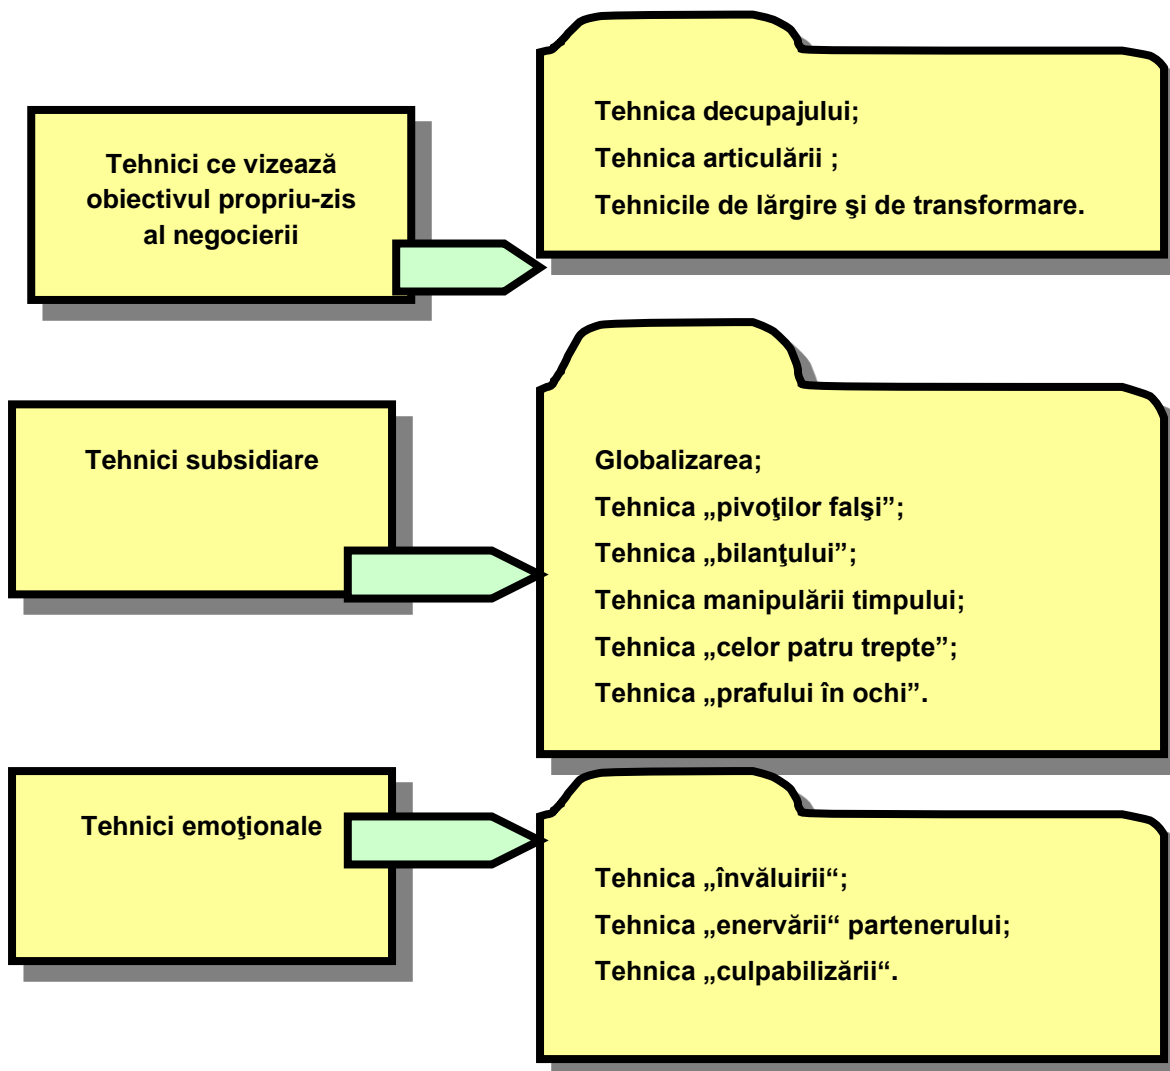 Tehnici ce vizează
obiectivul propriu-zis
al negocierii
Tehnica decupajului;
Tehnica articulării ;
Tehnicile de lărgire şi de transformare.
Tehnici subsidiare
Globalizarea;
Tehnica „pivoţilor falşi”;
Tehnica „bilanţului”;
Tehnica manipulării timpului;
Tehnica „celor patru trepte”;
Tehnica „prafului în ochi”.
Tehnici emoţionale
Tehnica „învăluirii“;
Tehnica „enervării“ partenerului;
Tehnica „culpabilizării“.